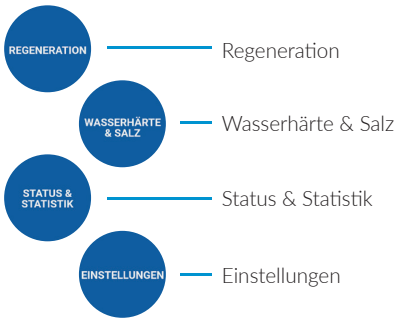 REGENERATION
Regeneration
WASSERHÄRTE
& SALZ
Wasserhärte & Salz
STATUS &
STATISTIK
Status & Statistik
EINSTELLUNGEN
Einstellungen